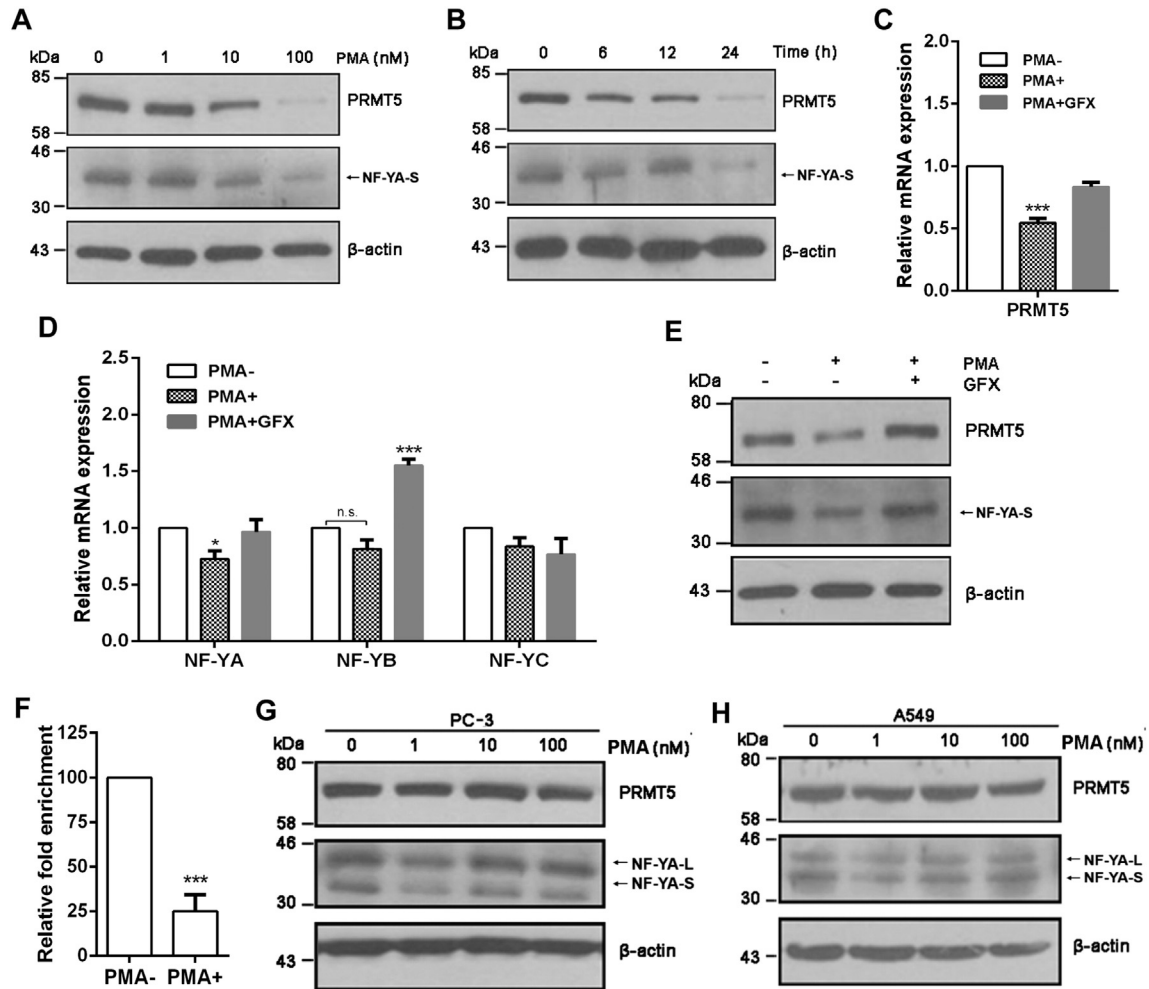 A
kDa 0 1 10 100 PMA (nM)
85
PRMT5
58
46
← NF-YA-S
30
43
β-actin
B
kDa 0 6 12 24 Time (h)
85
PRMT5
58
46
← NF-YA-S
30
43
β-actin
C
Relative mRNA expression
2.0
1.5
1.0
0.5
0.0
PMA-
PMA+
PMA+GFX
***
PRMT5
D
Relative mRNA expression
2.5
2.0
1.5
1.0
0.5
0.0
PMA-
PMA+
PMA+GFX
*
n.s.
***
NF-YA NF-YB NF-YC
E
- + + PMA
kDa - - + GFX
80
PRMT5
58
46
← NF-YA-S
30
43
β-actin
F
Relative fold enrichment
125
100
75
50
25
0
***
PMA- PMA+
G
PC-3
kDa 0 1 10 100 PMA (nM)
80
PRMT5
58
46
← NF-YA-L
← NF-YA-S
30
43
β-actin
H
A549
kDa 0 1 10 100 PMA (nM)
80
PRMT5
58
46
← NF-YA-L
← NF-YA-S
30
43
β-actin